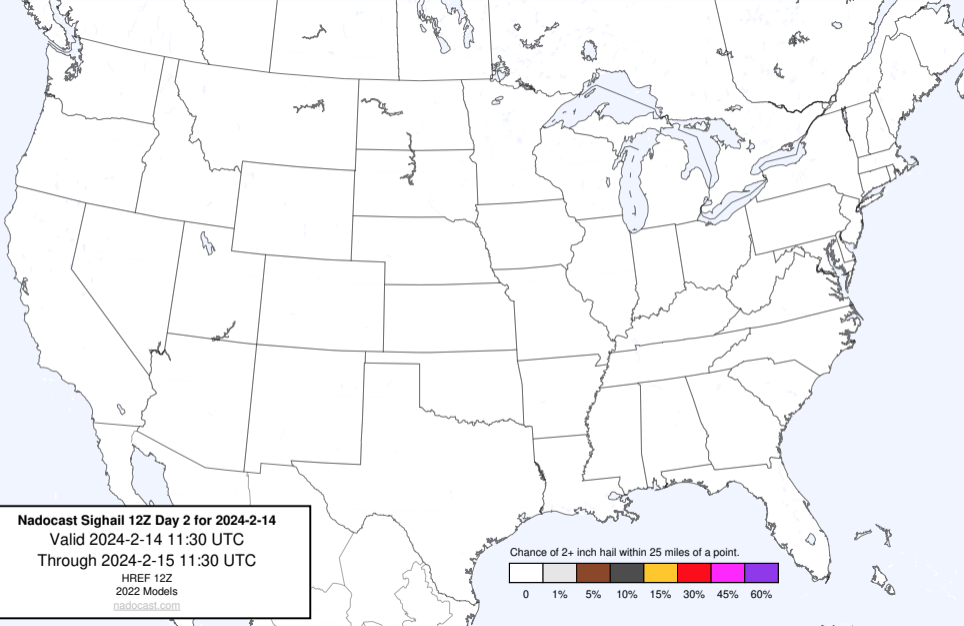 Nadocast Sighail 12Z Day 2 for 2024-2-14
Valid 2024-2-14 11:30 UTC
Through 2024-2-15 11:30 UTC
HREF 12Z
2022 Models
nadocast.com
Chance of 2+ inch hail within 25 miles of a point.
0 1% 5% 10% 15% 30% 45% 60%